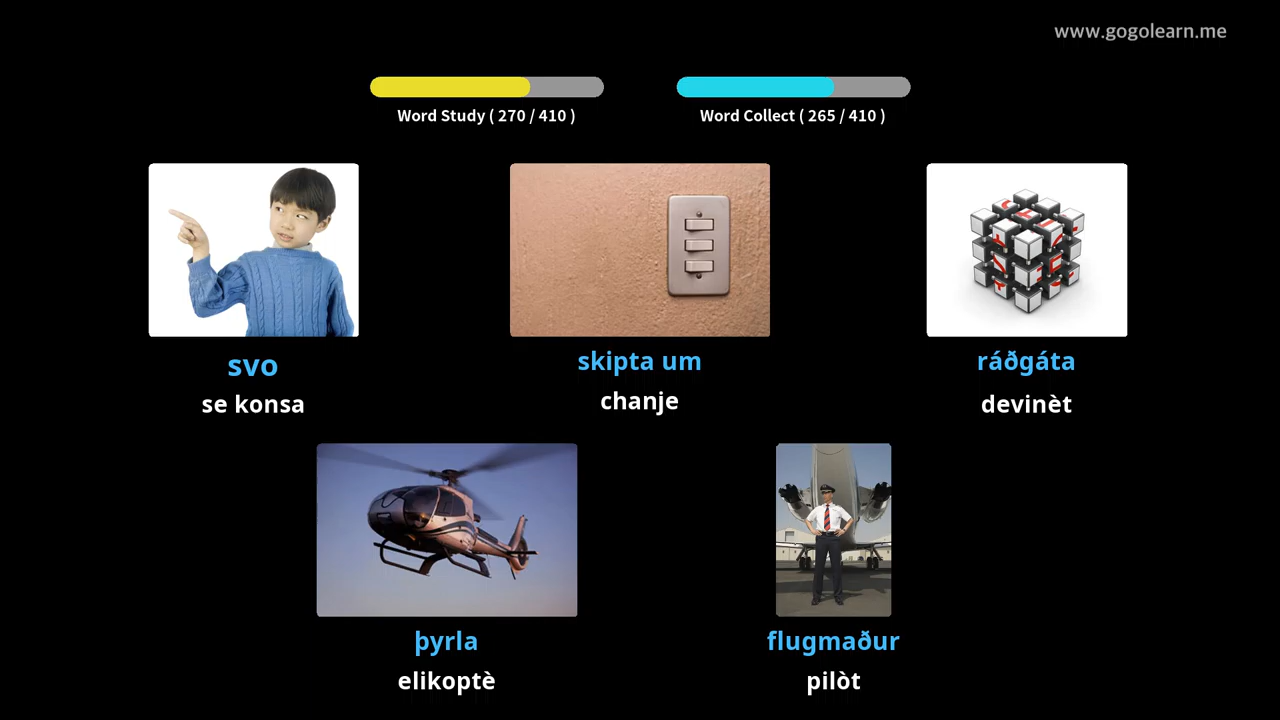 www.gogolearn.me
Word Study ( 270 / 410 )
Word Collect ( 265 / 410 )
svo
se konsa
skipta um
chanje
ráðgáta
devinèt
þyrla
elikoptè
flugmaður
pilòt